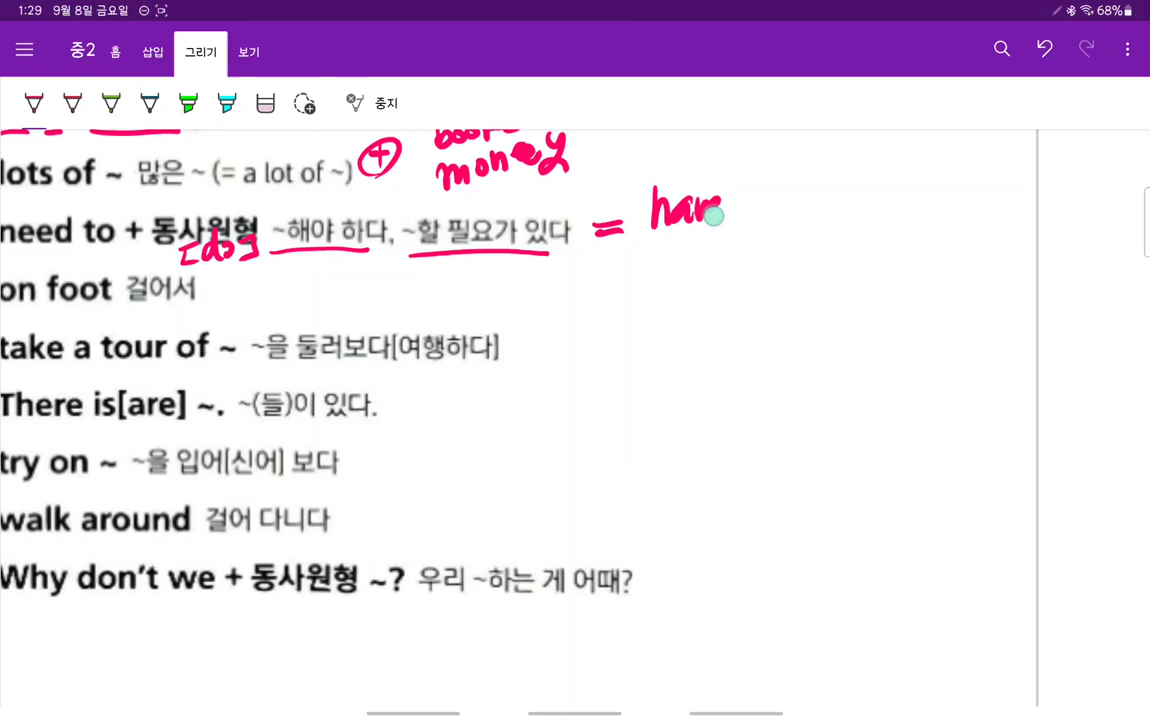 1:29 9월 8일 금요일 68%
중2 홈 삽입 그리기 보기
중지
money
lots of ~ 많은 ~ (= a lot of ~) +
need to + 동사원형 ~해야 하다, ~할 필요가 있다 =
[do]
on foot 걸어서
take a tour of ~ ~을 둘러보다[여행하다]
There is[are] ~. ~(들)이 있다.
try on ~ ~을 입어[신어] 보다
walk around 걸어 다니다
Why don't we + 동사원형 ~? 우리 ~하는 게 어때?